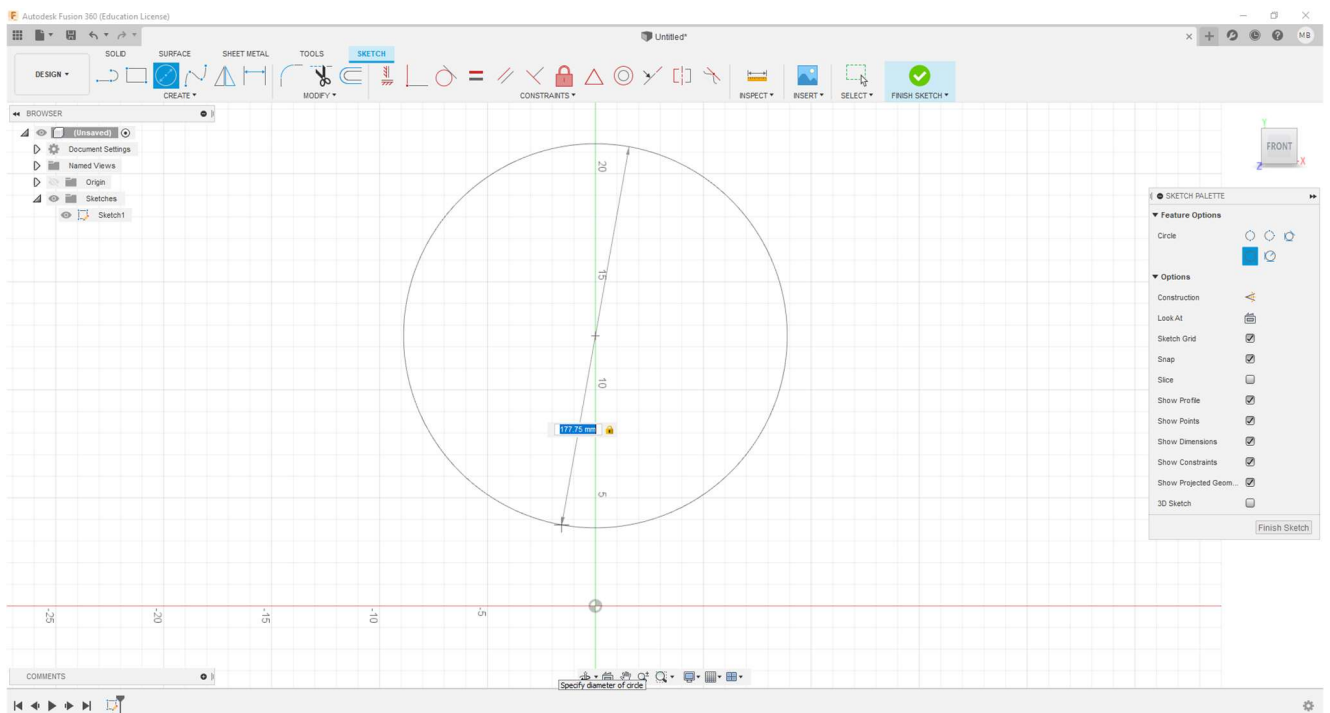 F Autodesk Fusion 360 (Education License)
Untitled*
MB
SOLID SURFACE SHEET METAL TOOLS SKETCH
DESIGN
CREATE MODIFY CONSTRAINTS INSPECT INSERT SELECT FINISH SKETCH
BROWSER
(Unsaved)
Document Settings
Named Views
Origin
Sketches
Sketch1
Y
FRONT
Z X
SKETCH PALETTE
Feature Options
Circle
Options
Construction
Look At
Sketch Grid
Snap
Slice
Show Profile
Show Points
Show Dimensions
Show Constraints
Show Projected Geom...
3D Sketch
Finish Sketch
20
15
10
177.75 mm
5
-25 -20 -15 -10 -5
COMMENTS
Specify diameter of circle